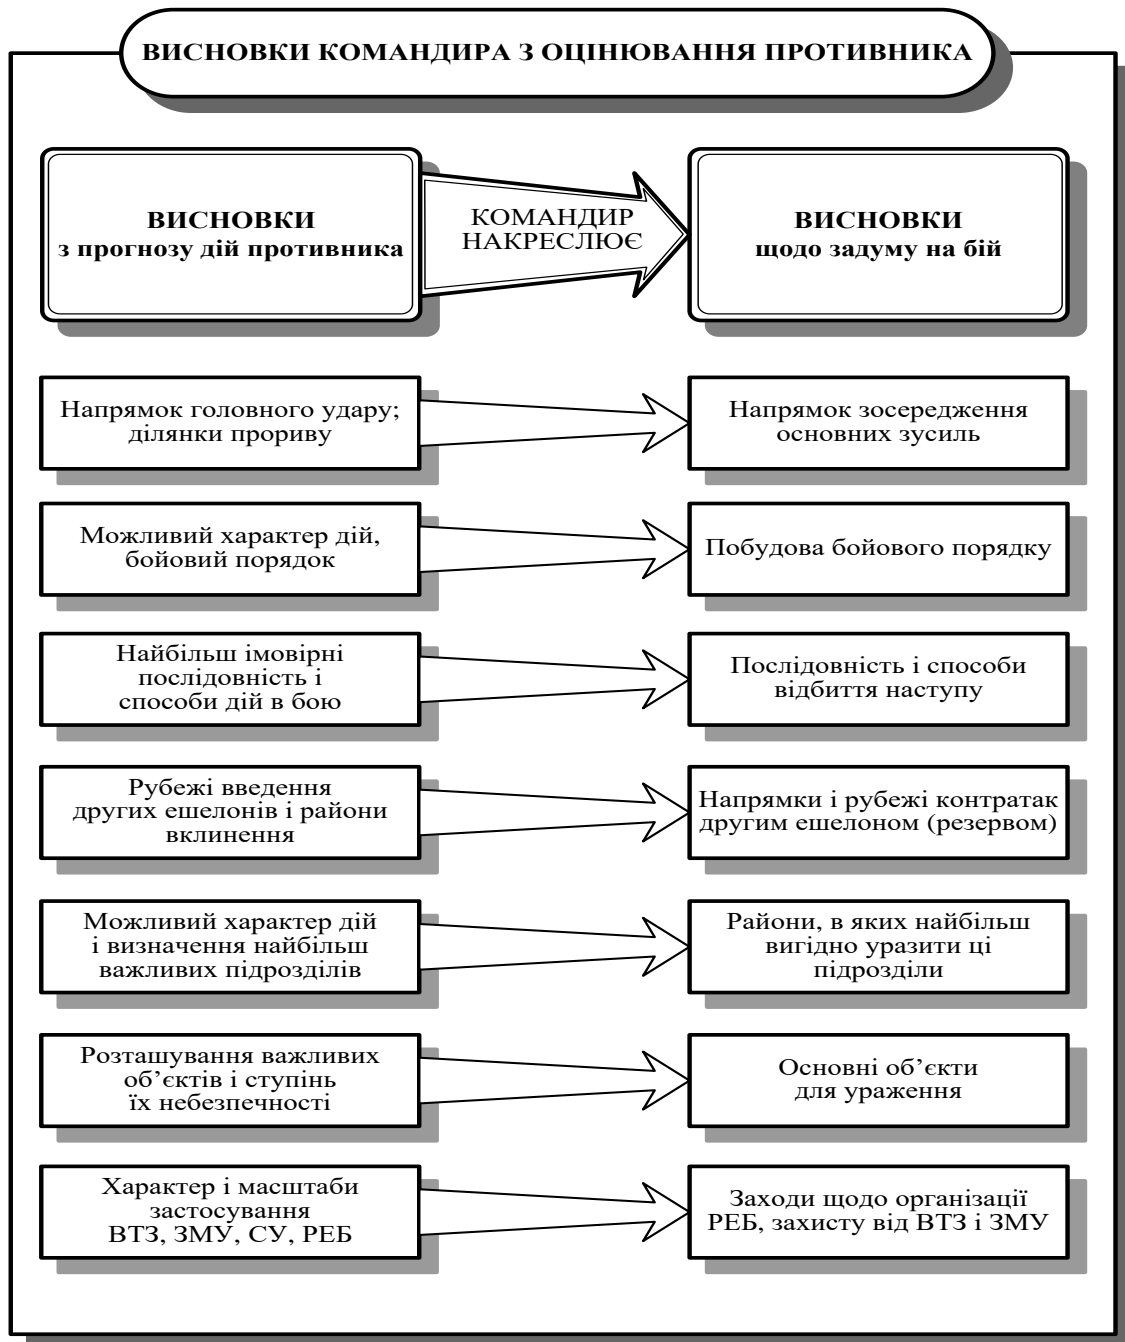 ВИСНОВКИ КОМАНДИРА З ОЦІНЮВАННЯ ПРОТИВНИКА
ВИСНОВКИ
з прогнозу дій противника
КОМАНДИР
НАКРЕСЛЮЄ
ВИСНОВКИ
щодо задуму на бій
Напрямок головного удару;
ділянки прориву
Напрямок зосередження
основних зусиль
Можливий характер дій,
бойовий порядок
Побудова бойового порядку
Найбільш імовірні
послідовність і
способи дій в бою
Послідовність і способи
відбиття наступу
Рубежі введення
других ешелонів і райони
вклинення
Напрямки і рубежі контратак
другим ешелоном (резервом)
Можливий характер дій
і визначення найбільш
важливих підрозділів
Райони, в яких найбільш
вигідно уразити ці
підрозділи
Розташування важливих
об’єктів і ступінь
їх небезпечності
Основні об’єкти
для ураження
Характер і масштаби
застосування
ВТЗ, ЗМУ, СУ, РЕБ
Заходи щодо організації
РЕБ, захисту від ВТЗ і ЗМУ